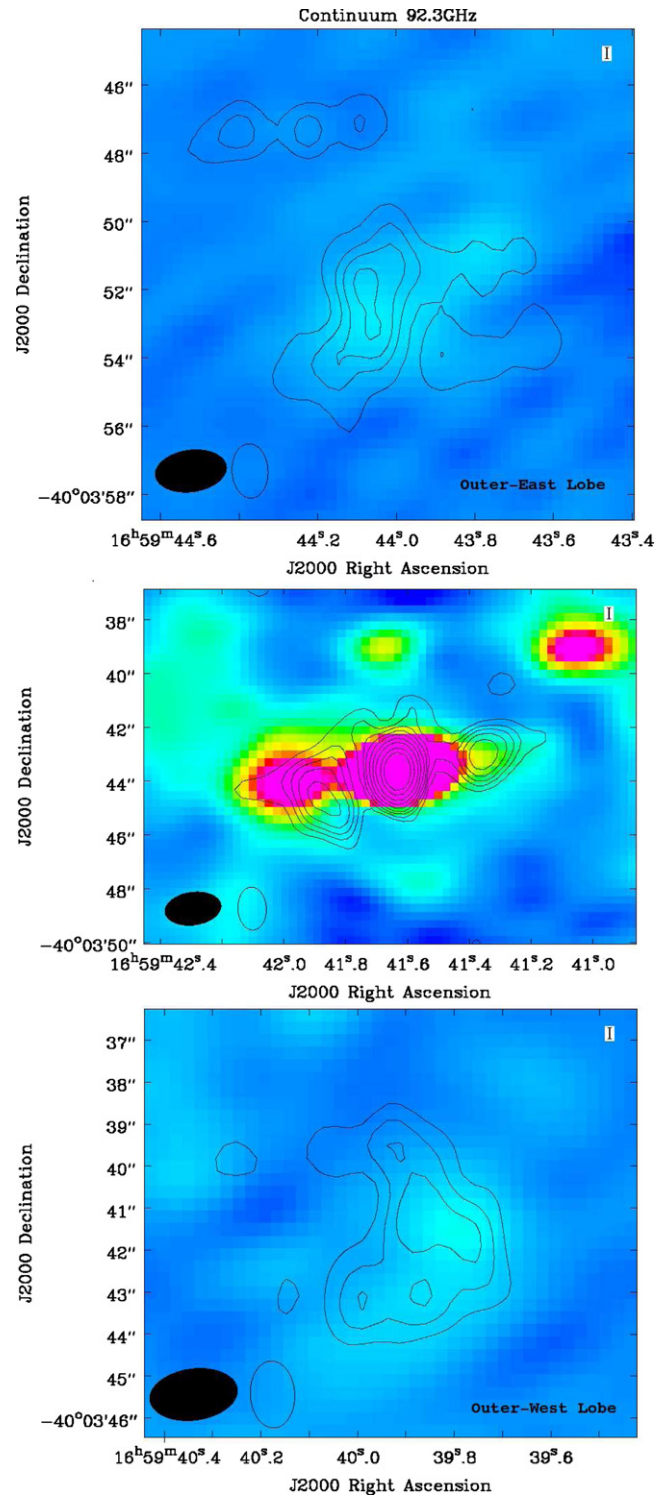 Continuum 92.3GHz
I
46"
48"
50"
52"
54"
56"
−40°03'58"
J2000 Declination
Outer-East Lobe
16ʰ59ᵐ44ˢ.6 44ˢ.2 44ˢ.0 43ˢ.8 43ˢ.6 43ˢ.4
J2000 Right Ascension
I
38"
40"
42"
44"
46"
48"
−40°03'50"
J2000 Declination
16ʰ59ᵐ42ˢ.4 42ˢ.0 41ˢ.8 41ˢ.6 41ˢ.4 41ˢ.2 41ˢ.0
J2000 Right Ascension
I
37"
38"
39"
40"
41"
42"
43"
44"
45"
−40°03'46"
J2000 Declination
Outer-West Lobe
16ʰ59ᵐ40ˢ.4 40ˢ.2 40ˢ.0 39ˢ.8 39ˢ.6
J2000 Right Ascension